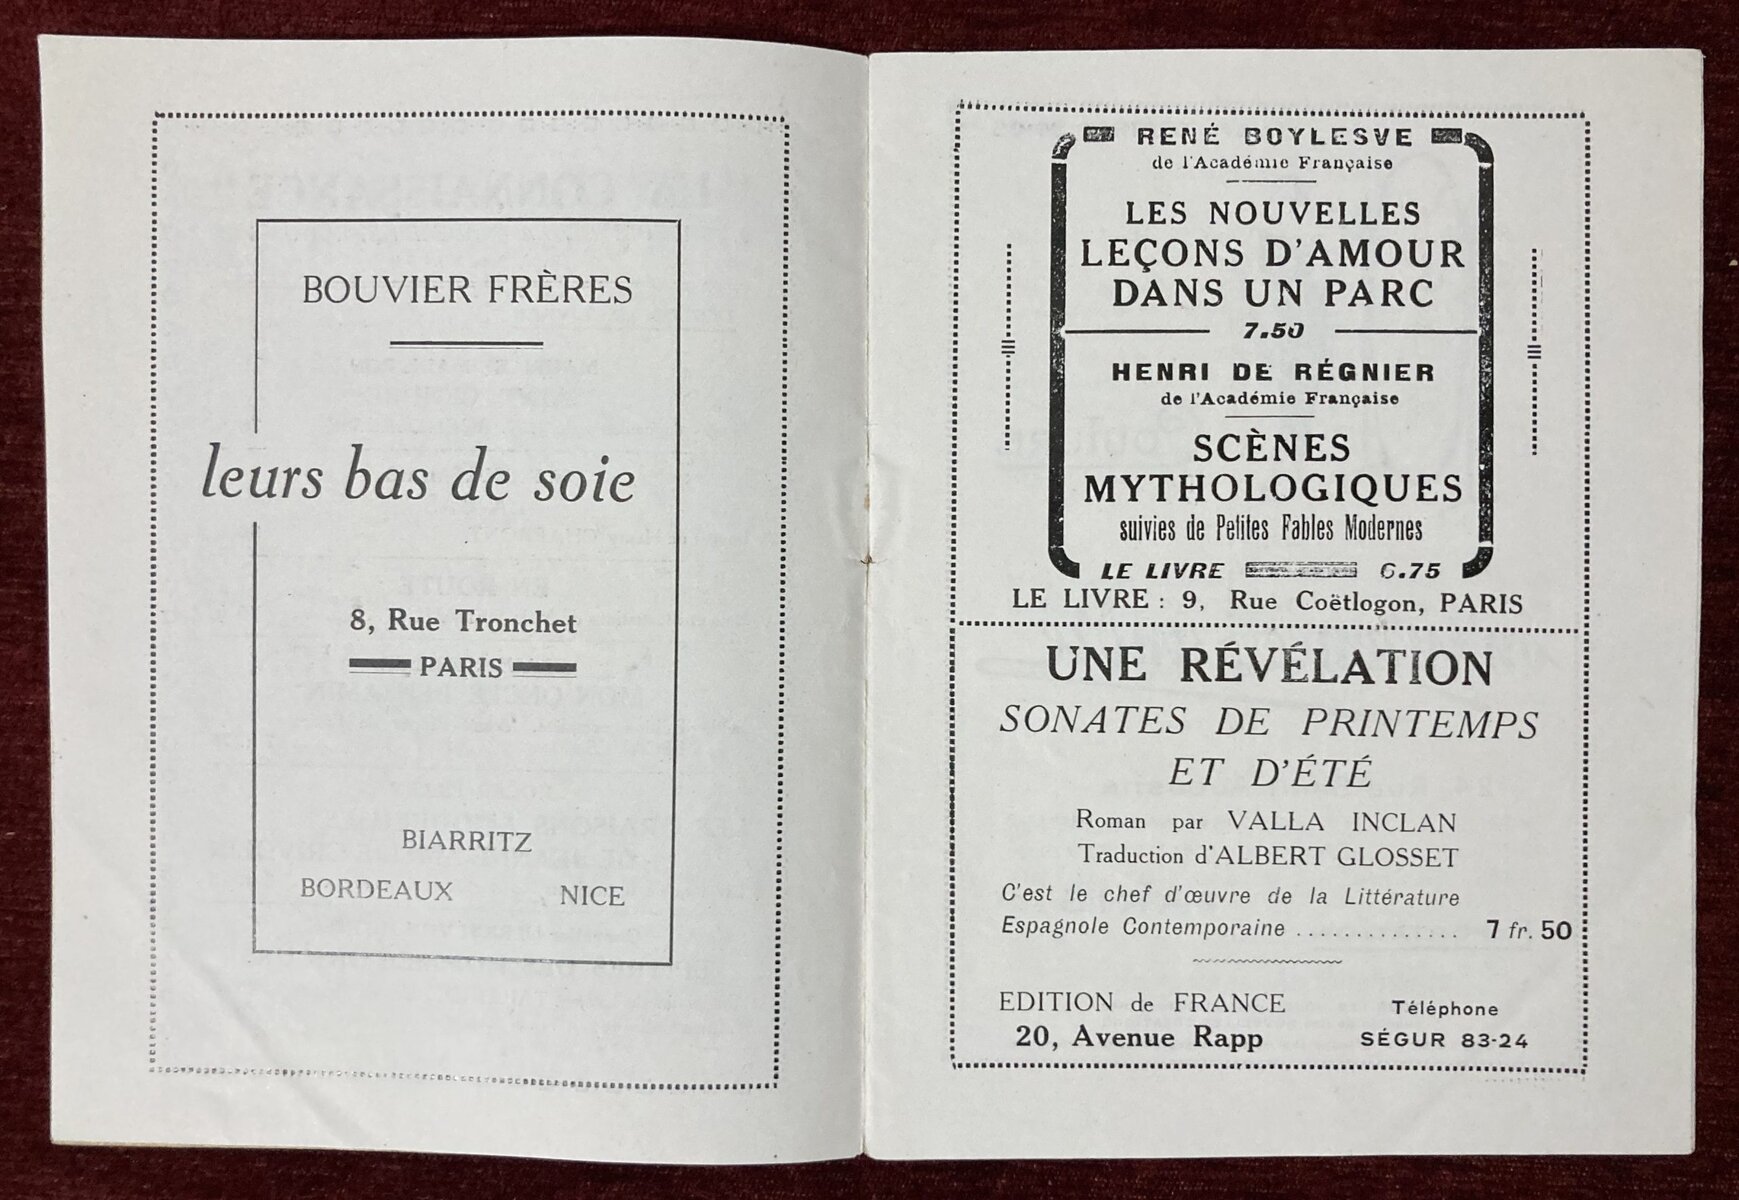 BOUVIER FRÈRES
leurs bas de soie
8, Rue Tronchet
PARIS
BIARRITZ
BORDEAUX NICE
RENÉ BOYLESVE
de l'Académie Française
LES NOUVELLES
LEÇONS D'AMOUR
DANS UN PARC
7.50
HENRI DE RÉGNIER
de l'Académie Française
SCÈNES
MYTHOLOGIQUES
suivies de Petites Fables Modernes
LE LIVRE 6.75
LE LIVRE : 9, Rue Coëtlogon, PARIS
UNE RÉVÉLATION
SONATES DE PRINTEMPS
ET D'ÉTÉ
Roman par VALLA INCLAN
Traduction d'ALBERT GLOSSET
C'est le chef d'œuvre de la Littérature
Espagnole Contemporaine .............. 7 fr. 50
EDITION de FRANCE Téléphone
20, Avenue Rapp SÉGUR 83-24